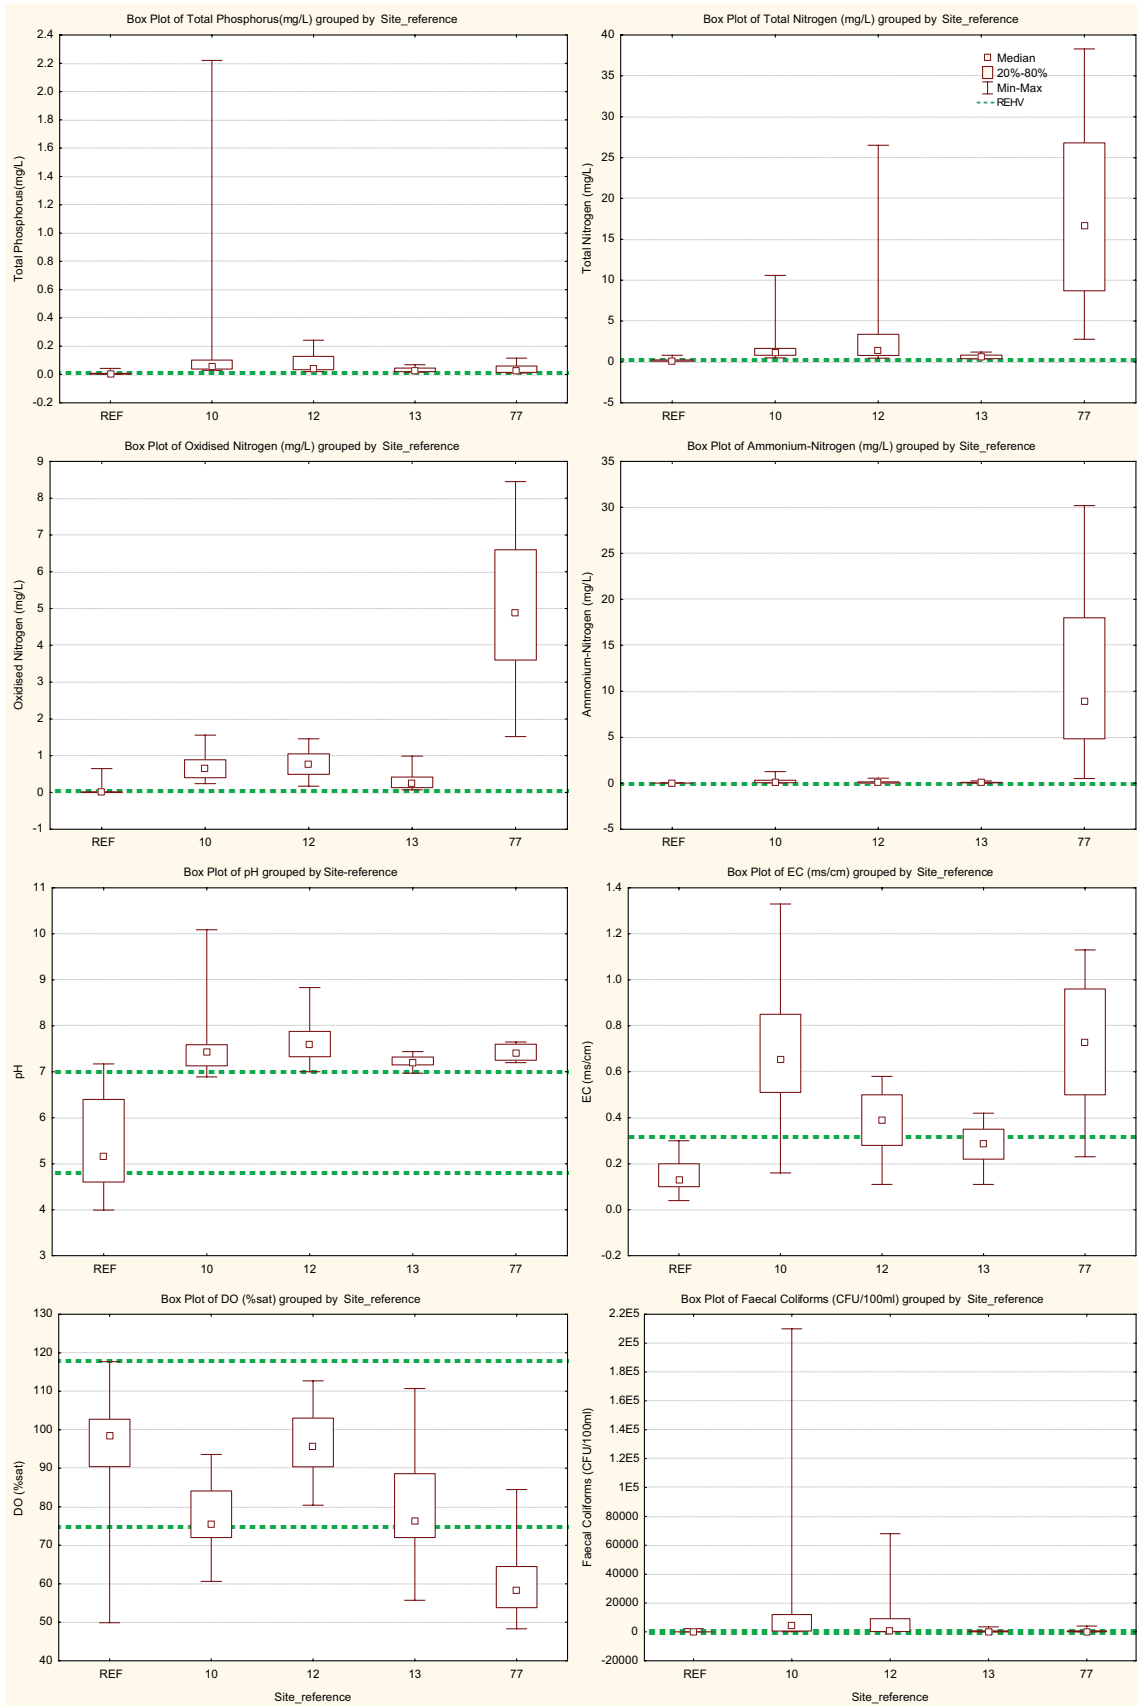 Box Plot of Total Phosphorus(mg/L) grouped by Site_reference
2.4
2.2
2.0
1.8
1.6
1.4
1.2
1.0
0.8
0.6
0.4
0.2
0.0
-0.2
Total Phosphorus(mg/L)
REF 10 12 13 77
Box Plot of Total Nitrogen (mg/L) grouped by Site_reference
40
35
30
25
20
15
10
5
0
-5
Total Nitrogen (mg/L)
Median
20%-80%
Min-Max
REHV
REF 10 12 13 77
Box Plot of Oxidised Nitrogen (mg/L) grouped by Site_reference
9
8
7
6
5
4
3
2
1
0
-1
Oxidised Nitrogen (mg/L)
REF 10 12 13 77
Box Plot of Ammonium-Nitrogen (mg/L) grouped by Site_reference
35
30
25
20
15
10
5
0
-5
Ammonium-Nitrogen (mg/L)
REF 10 12 13 77
Box Plot of pH grouped by Site-reference
11
10
9
8
7
6
5
4
3
pH
REF 10 12 13 77
Box Plot of EC (ms/cm) grouped by Site_reference
1.4
1.2
1.0
0.8
0.6
0.4
0.2
0.0
-0.2
EC (ms/cm)
REF 10 12 13 77
Box Plot of DO (%sat) grouped by Site_reference
130
120
110
100
90
80
70
60
50
40
DO (%sat)
REF 10 12 13 77
Site_reference
Box Plot of Faecal Coliforms (CFU/100ml) grouped by Site_reference
2.2E5
2E5
1.8E5
1.6E5
1.4E5
1.2E5
1E5
80000
60000
40000
20000
0
-20000
Faecal Coliforms (CFU/100ml)
REF 10 12 13 77
Site_reference